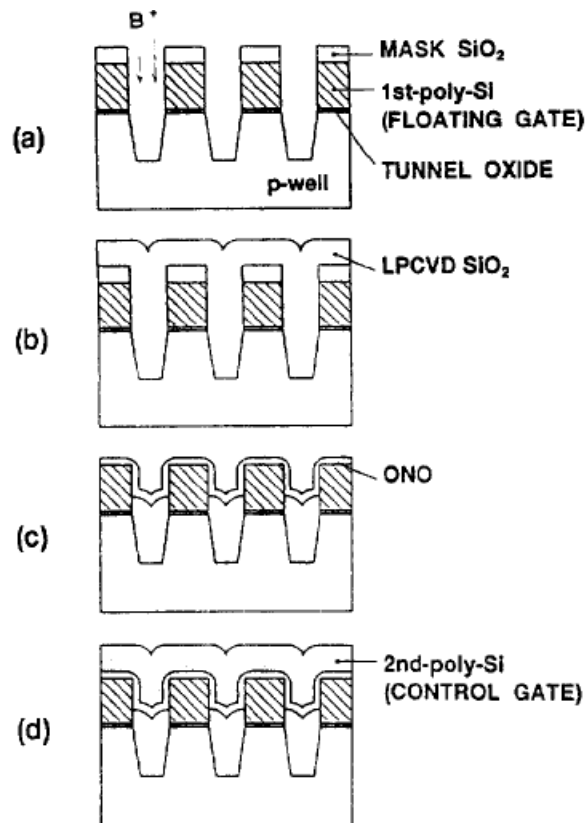 B+
MASK SiO₂
1st-poly-Si
(FLOATING GATE)
(a)
TUNNEL OXIDE
p-well
LPCVD SiO₂
(b)
ONO
(c)
2nd-poly-Si
(CONTROL GATE)
(d)